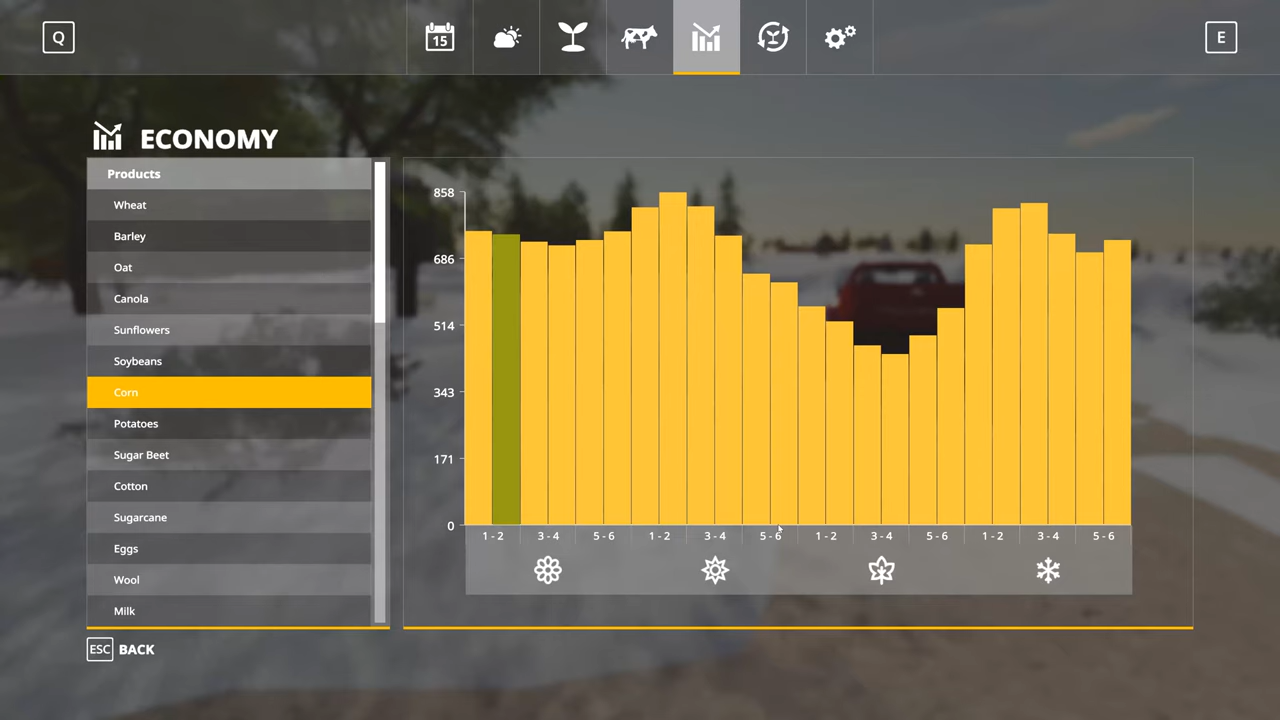 Q
15
E
ECONOMY
Products
Wheat
Barley
Oat
Canola
Sunflowers
Soybeans
Corn
Potatoes
Sugar Beet
Cotton
Sugarcane
Eggs
Wool
Milk
858
686
514
343
171
0
1 - 2 3 - 4 5 - 6 1 - 2 3 - 4 5 - 6 1 - 2 3 - 4 5 - 6 1 - 2 3 - 4 5 - 6
ESC BACK